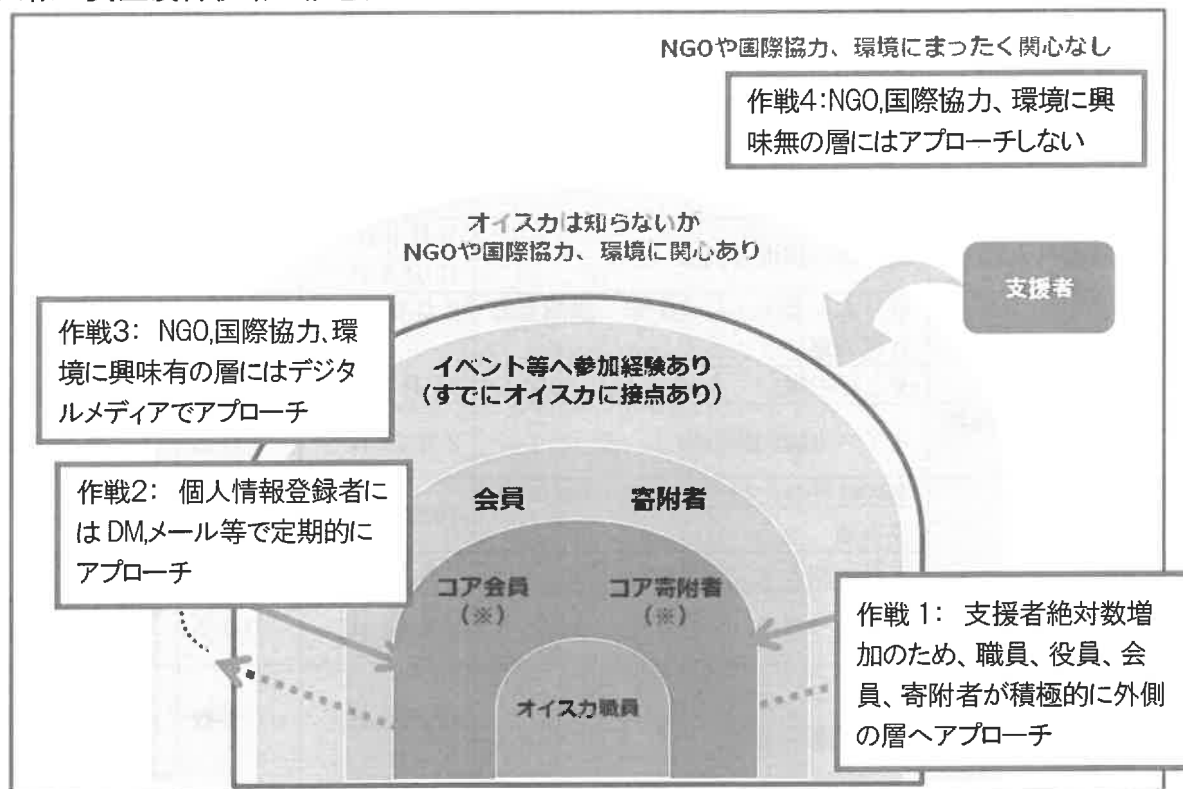 NGOや国際協力、環境にまったく関心なし
作戦4:NGO,国際協力、環境に興
味無の層にはアプローチしない
オイスカは知らないか
NGOや国際協力、環境に関心あり
支援者
作戦3: NGO,国際協力、環
境に興味有の層にはデジタ
ルメディアでアプローチ
イベント等へ参加経験あり
(すでにオイスカに接点あり)
作戦2: 個人情報登録者に
は DM,メール等で定期的に
アプローチ
会員
寄附者
コア会員
(※)
コア寄附者
(※)
作戦 1: 支援者絶対数増
加のため、職員、役員、会
員、寄附者が積極的に外側
の層へアプローチ
オイスカ職員